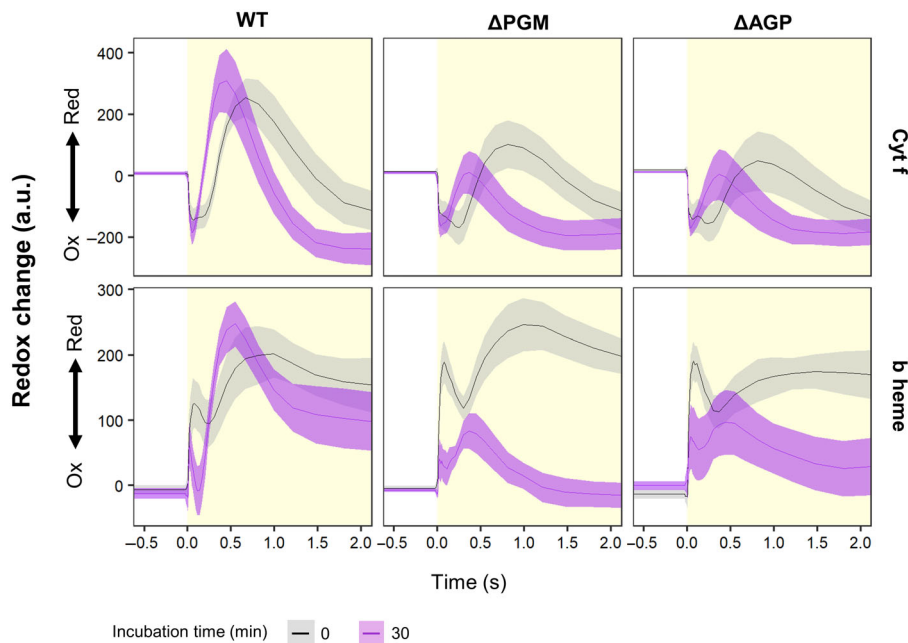 WT ΔPGM ΔAGP
Redox change (a.u.)
Ox Red
400
200
0
−200
Cyt f
Ox Red
300
200
100
0
b heme
−0.5 0.0 0.5 1.0 1.5 2.0 −0.5 0.0 0.5 1.0 1.5 2.0 −0.5 0.0 0.5 1.0 1.5 2.0
Time (s)
Incubation time (min) 0 30